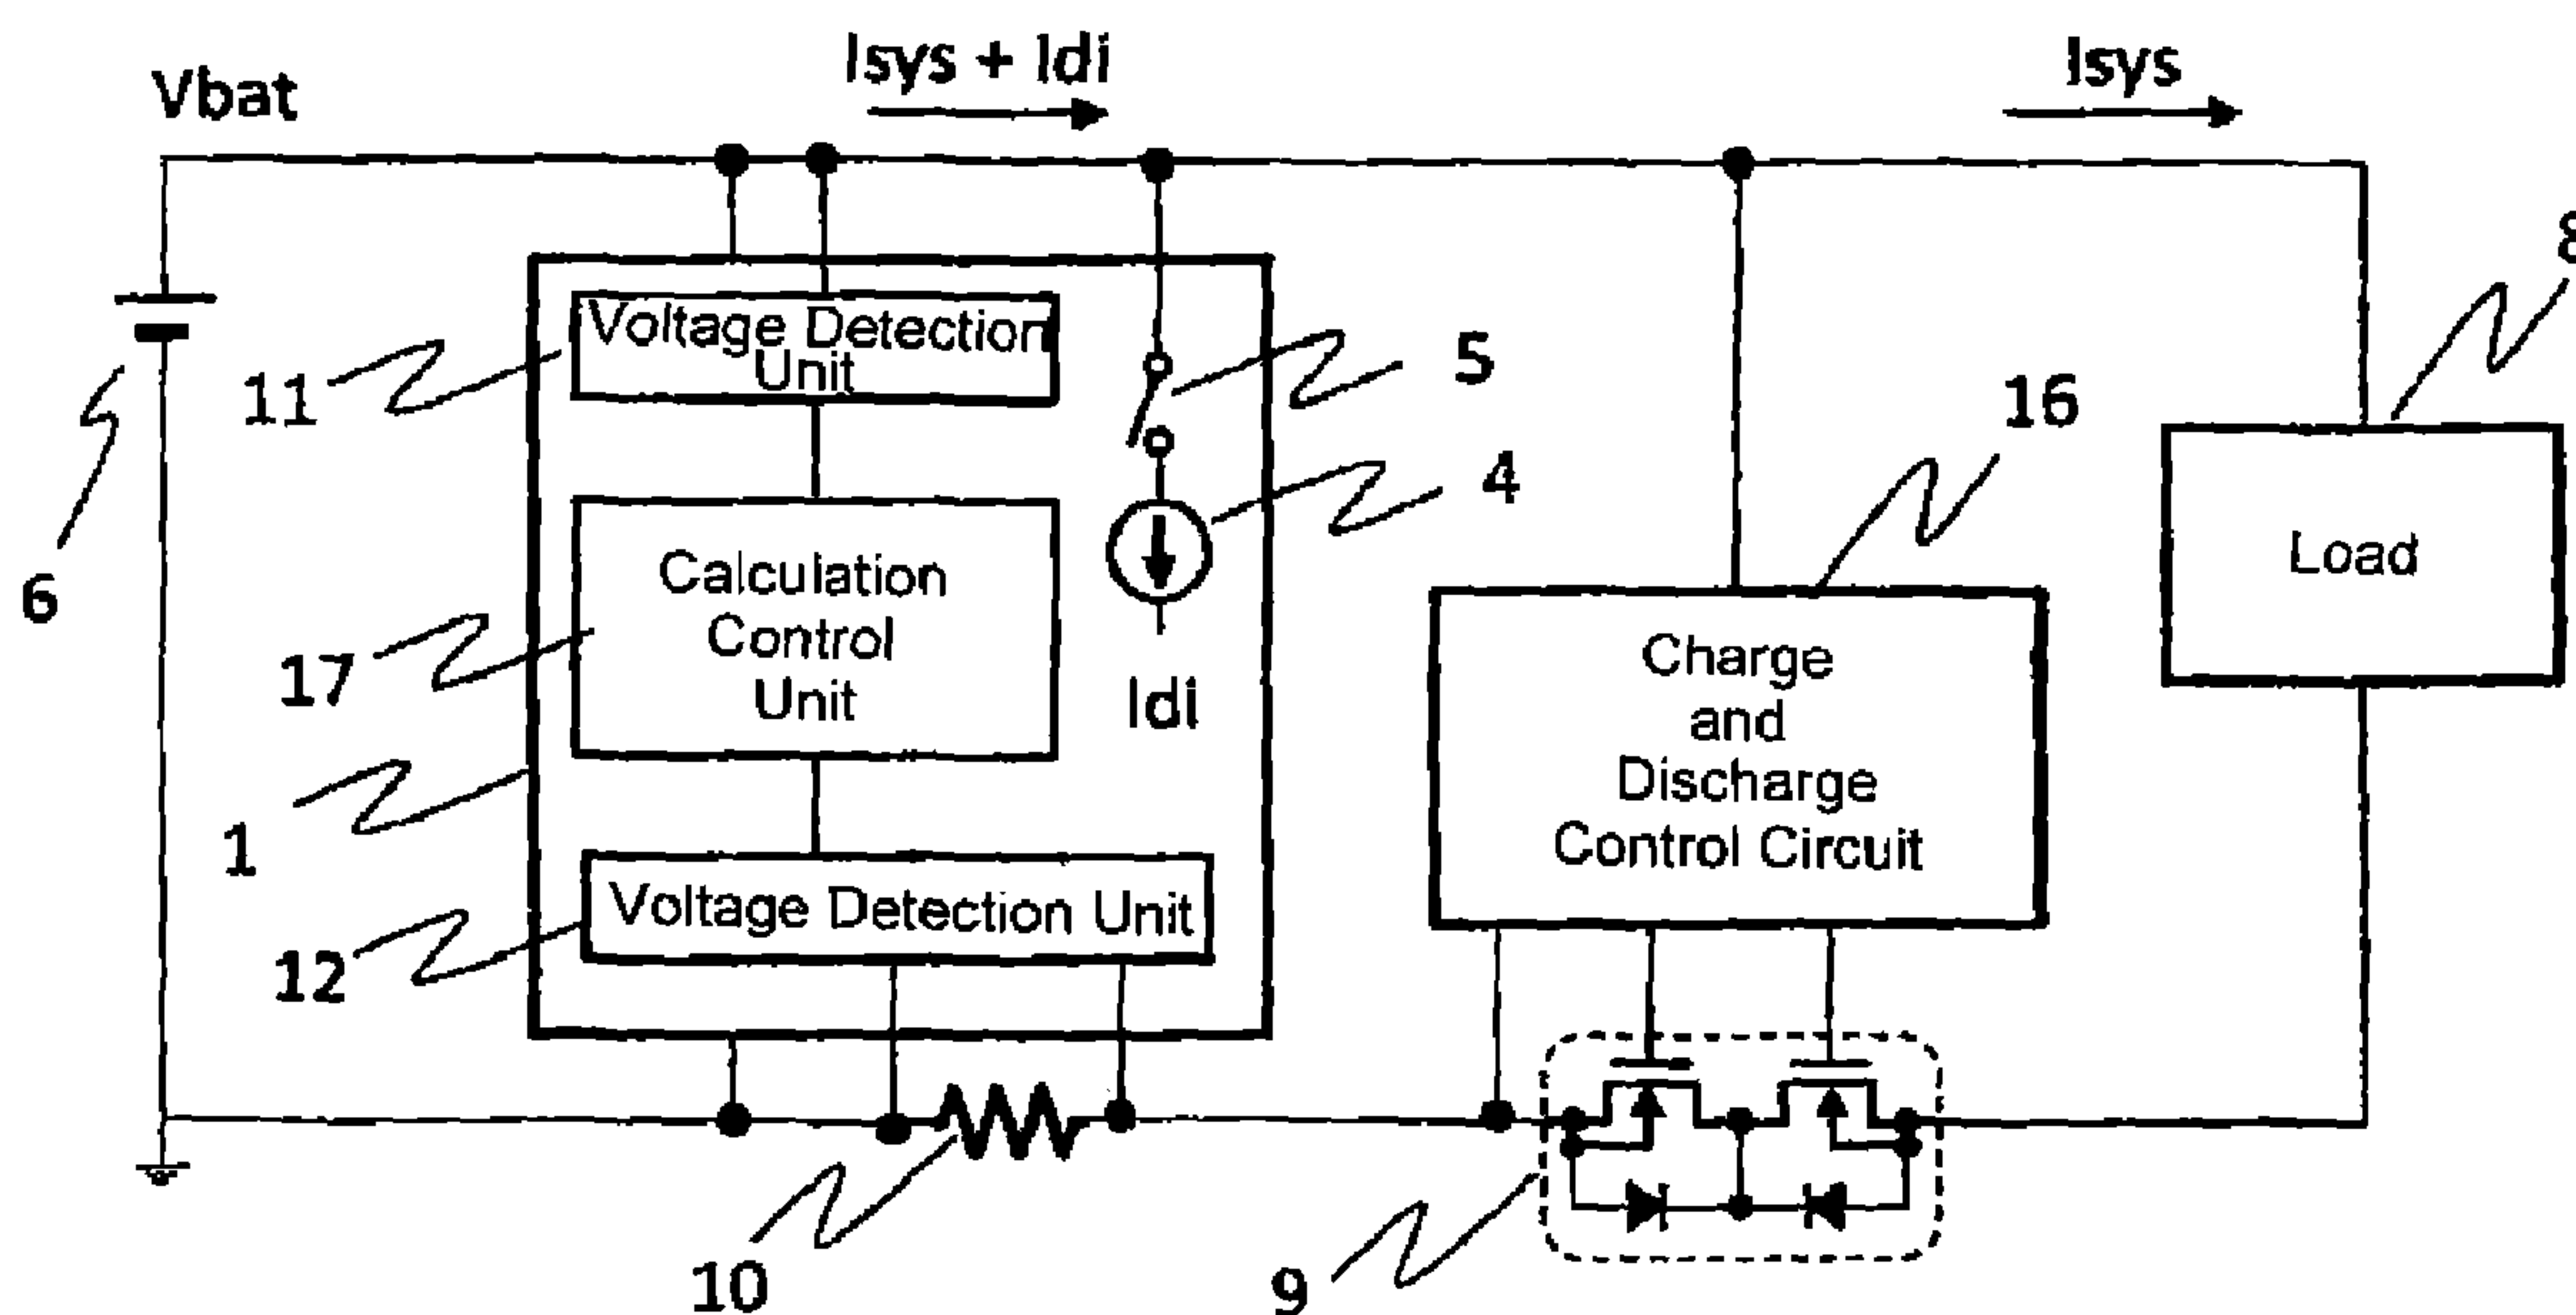 Isys + Idi
Isys
Vbat
8
Voltage Detection
Unit
11
5
16
4
Load
6
Calculation
Control
Unit
17
Idi
Charge
and
Discharge
Control Circuit
1
Voltage Detection Unit
12
10
9